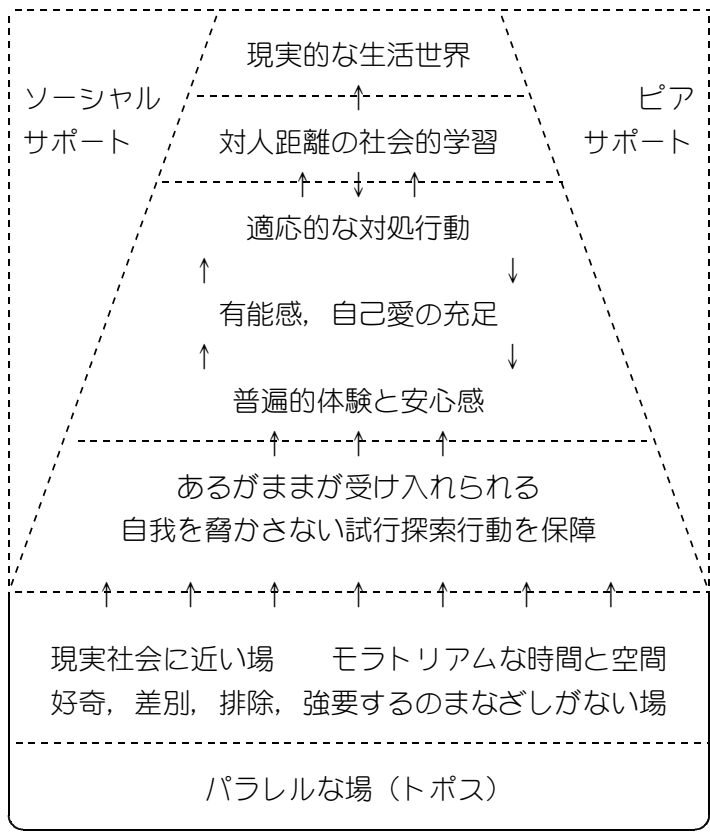 現実的な生活世界
ソーシャル
サポート
ピア
サポート
↑
対人距離の社会的学習
↑ ↓ ↑
適応的な対処行動
↑ ↓
有能感，自己愛の充足
↑ ↓
普遍的体験と安心感
↑ ↑ ↑
あるがままが受け入れられる
自我を脅かさない試行探索行動を保障
↑ ↑ ↑ ↑ ↑ ↑ ↑
現実社会に近い場　モラトリアムな時間と空間
好奇，差別，排除，強要するのまなざしがない場
パラレルな場（トポス）